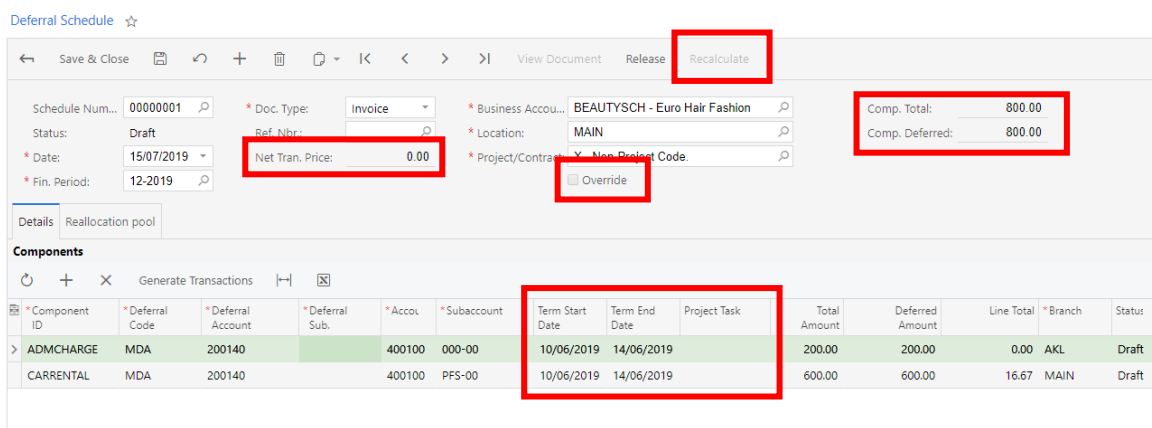 Deferral Schedule
Save & Close View Document Release Recalculate
Schedule Num... 00000001 * Doc. Type: Invoice * Business Accou... BEAUTYSCH - Euro Hair Fashion Comp. Total: 800.00
Status: Draft Ref. Nbr.: * Location: MAIN Comp. Deferred: 800.00
* Date: 15/07/2019 Net Tran. Price: 0.00 * Project/Contract: X - Non-Project Code.
* Fin. Period: 12-2019 Override
Details Reallocation pool
Components
Generate Transactions
* Component ID * Deferral Code * Deferral Account * Deferral Sub. * Accou * Subaccount Term Start Date Term End Date Project Task Total Amount Deferred Amount Line Total * Branch Status
ADMCHARGE MDA 200140 400100 000-00 10/06/2019 14/06/2019 200.00 200.00 0.00 AKL Draft
CARRENTAL MDA 200140 400100 PFS-00 10/06/2019 14/06/2019 600.00 600.00 16.67 MAIN Draft